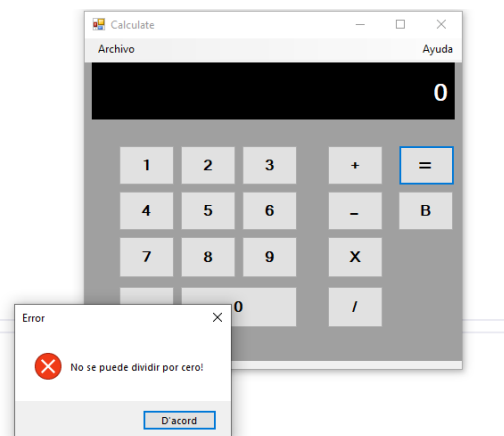 Calculate
Archivo Ayuda
0
1 2 3 + =
4 5 6 - B
7 8 9 X
0 /
Error
No se puede dividir por cero!
D'acord